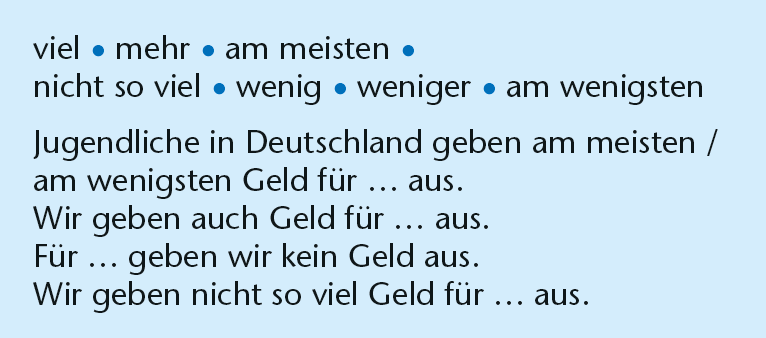 viel • mehr • am meisten •
nicht so viel • wenig • weniger • am wenigsten
Jugendliche in Deutschland geben am meisten /
am wenigsten Geld für … aus.
Wir geben auch Geld für … aus.
Für … geben wir kein Geld aus.
Wir geben nicht so viel Geld für … aus.